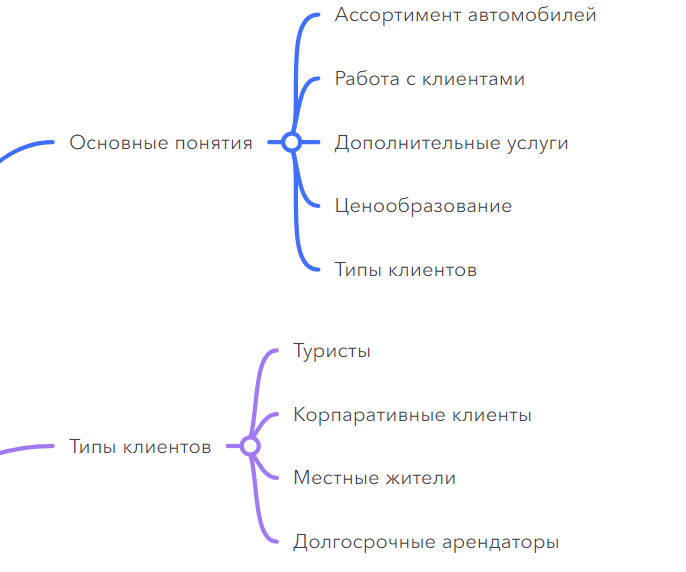 Ассортимент автомобилей
Работа с клиентами
Основные понятия
Дополнительные услуги
Ценообразование
Типы клиентов
Туристы
Корпаративные клиенты
Типы клиентов
Местные жители
Долгосрочные арендаторы